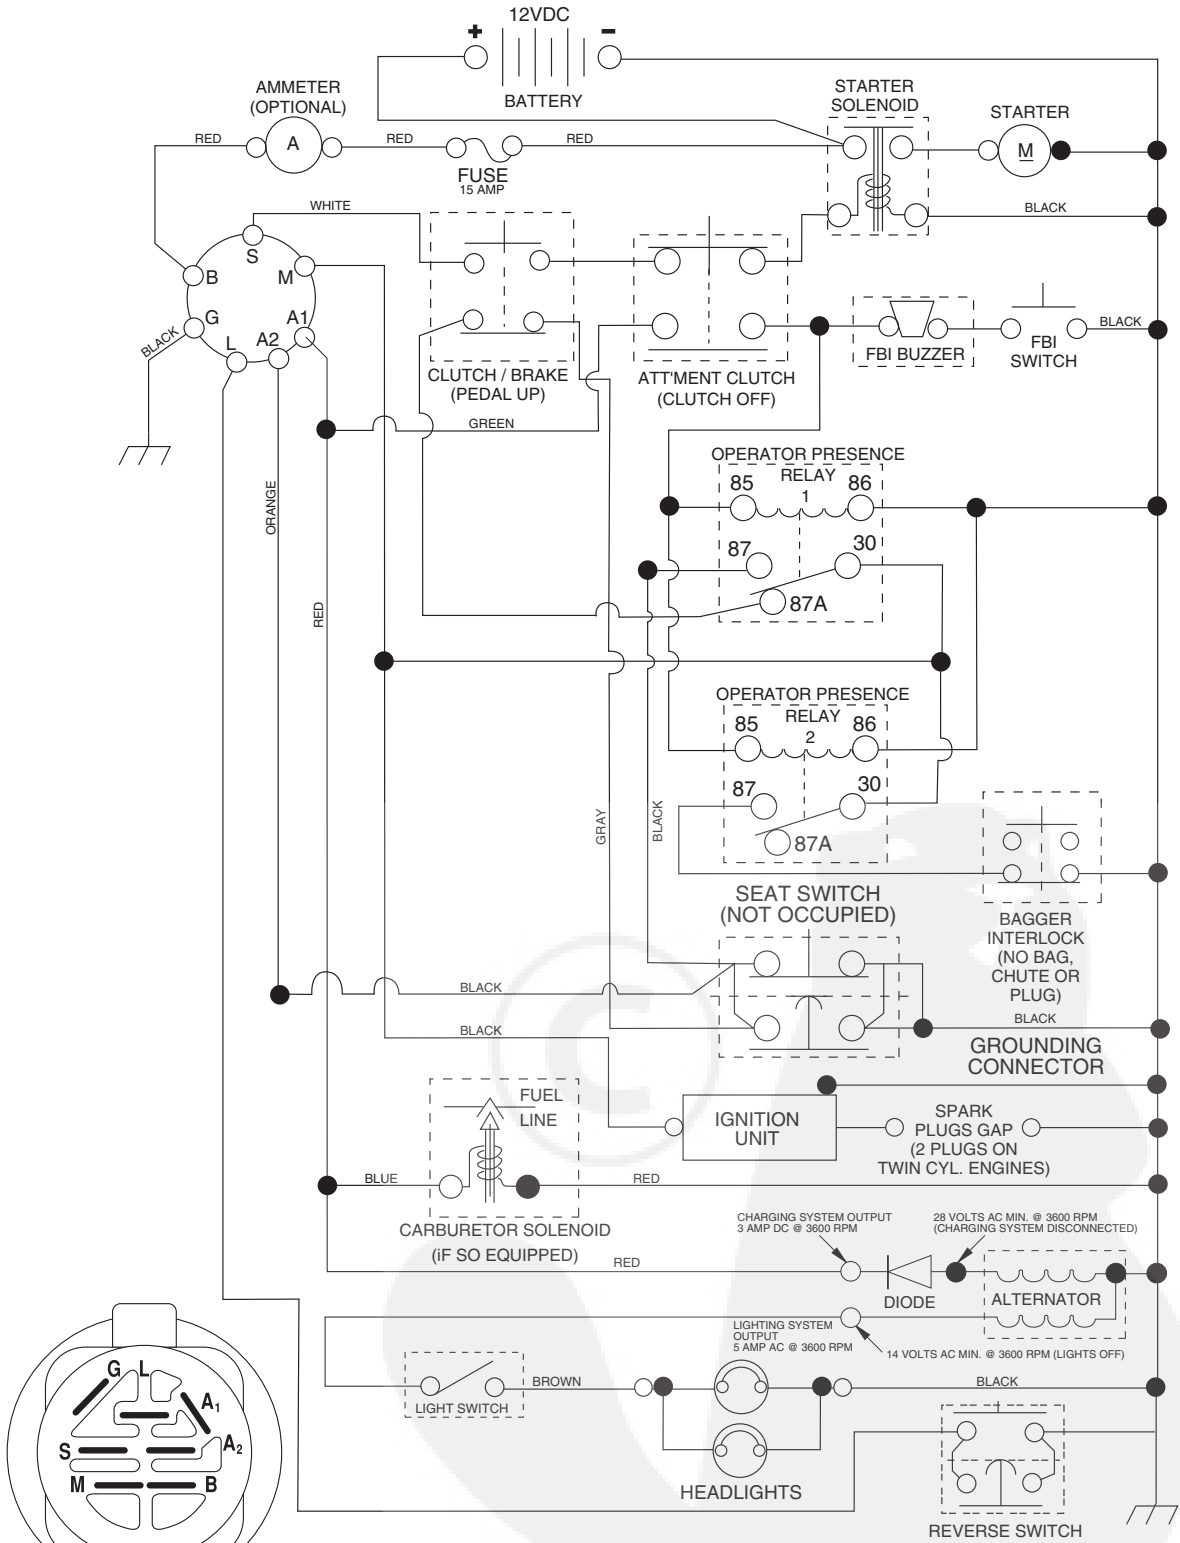 12VDC
+
−
BATTERY
AMMETER
(OPTIONAL)
STARTER
SOLENOID
STARTER
RED
A
RED
RED
M
FUSE
15 AMP
WHITE
BLACK
S
B
M
G
A1
L
A2
BLACK
BLACK
FBI BUZZER
FBI
SWITCH
CLUTCH / BRAKE
(PEDAL UP)
ATT'MENT CLUTCH
(CLUTCH OFF)
GREEN
OPERATOR PRESENCE
RELAY
1
85
86
87
30
87A
ORANGE
RED
OPERATOR PRESENCE
RELAY
2
85
86
87
30
87A
GRAY
BLACK
SEAT SWITCH
(NOT OCCUPIED)
BAGGER
INTERLOCK
(NO BAG,
CHUTE OR
PLUG)
BLACK
BLACK
BLACK
GROUNDING
CONNECTOR
©
FUEL
LINE
IGNITION
UNIT
SPARK
PLUGS GAP
(2 PLUGS ON
TWIN CYL. ENGINES)
BLUE
RED
CARBURETOR SOLENOID
(iF SO EQUIPPED)
CHARGING SYSTEM OUTPUT
3 AMP DC @ 3600 RPM
28 VOLTS AC MIN. @ 3600 RPM
(CHARGING SYSTEM DISCONNECTED)
RED
DIODE
ALTERNATOR
LIGHTING SYSTEM
OUTPUT
5 AMP AC @ 3600 RPM
14 VOLTS AC MIN. @ 3600 RPM (LIGHTS OFF)
BROWN
BLACK
LIGHT SWITCH
HEADLIGHTS
REVERSE SWITCH
G
L
A1
S
A2
M
B